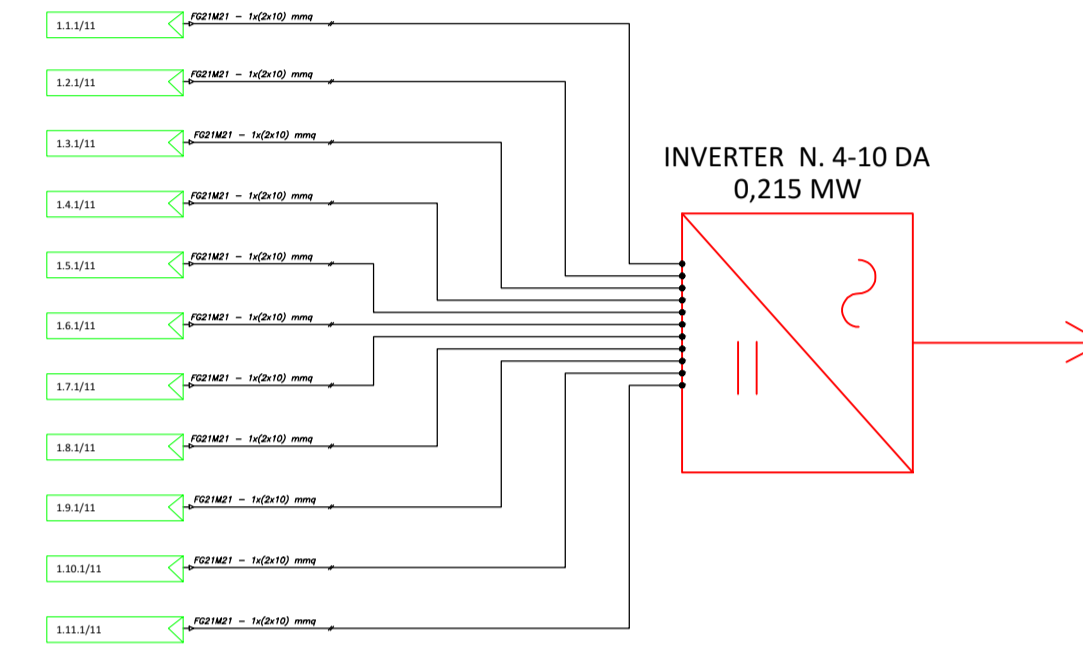 1.1.1/11 FG21M21 - 1x(2x10) mmq
1.2.1/11 FG21M21 - 1x(2x10) mmq
1.3.1/11 FG21M21 - 1x(2x10) mmq
INVERTER N. 4-10 DA
0,215 MW
1.4.1/11 FG21M21 - 1x(2x10) mmq
1.5.1/11 FG21M21 - 1x(2x10) mmq
1.6.1/11 FG21M21 - 1x(2x10) mmq
1.7.1/11 FG21M21 - 1x(2x10) mmq
1.8.1/11 FG21M21 - 1x(2x10) mmq
1.9.1/11 FG21M21 - 1x(2x10) mmq
1.10.1/11 FG21M21 - 1x(2x10) mmq
1.11.1/11 FG21M21 - 1x(2x10) mmq